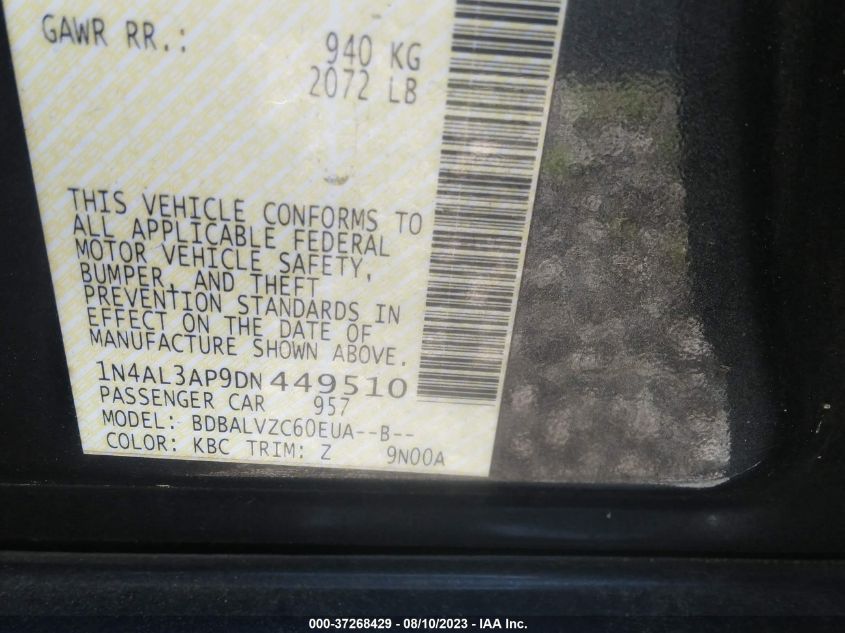 GAWR RR.: 940 KG
2072 LB
THIS VEHICLE CONFORMS TO
ALL APPLICABLE FEDERAL
MOTOR VEHICLE SAFETY,
BUMPER, AND THEFT
PREVENTION STANDARDS IN
EFFECT ON THE DATE OF
MANUFACTURE SHOWN ABOVE.
1N4AL3AP9DN449510
PASSENGER CAR 957
MODEL: BDBALVZC60EUA--B--
COLOR: KBC TRIM: Z 9N00A
000-37268429 - 08/10/2023 - IAA Inc.